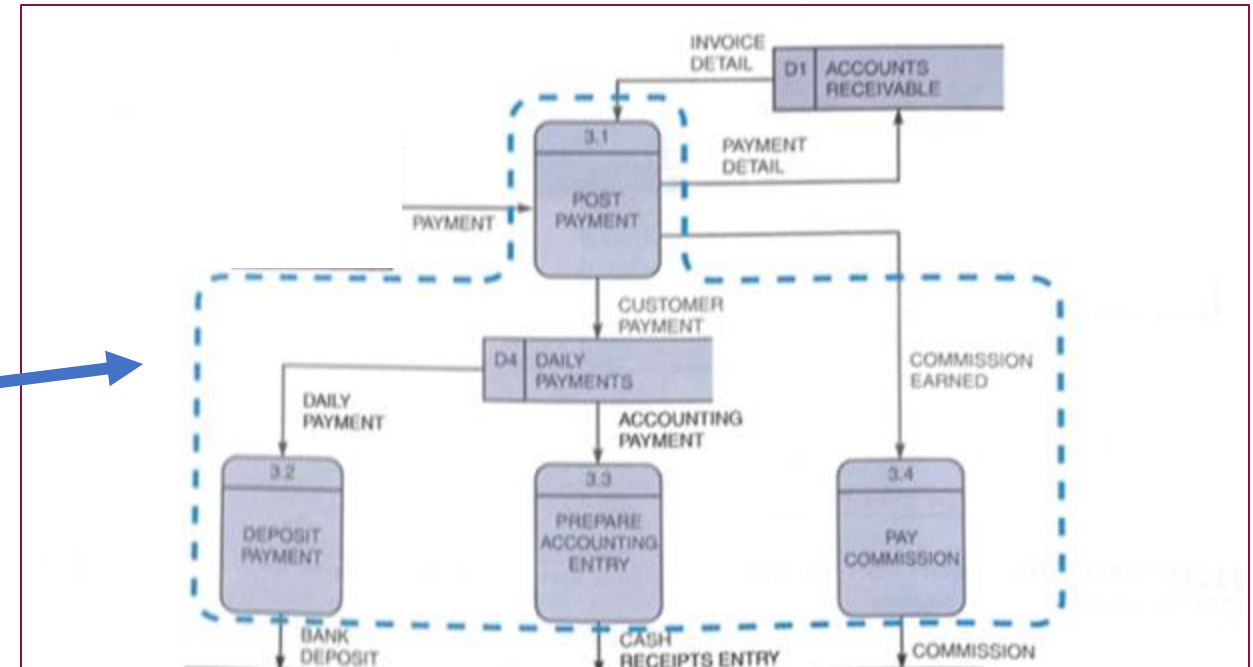 INVOICE
DETAIL
D1
ACCOUNTS
RECEIVABLE
3.1
POST
PAYMENT
PAYMENT
DETAIL
PAYMENT
CUSTOMER
PAYMENT
D4
DAILY
PAYMENTS
COMMISSION
EARNED
DAILY
PAYMENT
ACCOUNTING
PAYMENT
3.2
DEPOSIT
PAYMENT
3.3
PREPARE
ACCOUNTING
ENTRY
3.4
PAY
COMMISSION
BANK
DEPOSIT
CASH
RECEIPTS ENTRY
COMMISSION